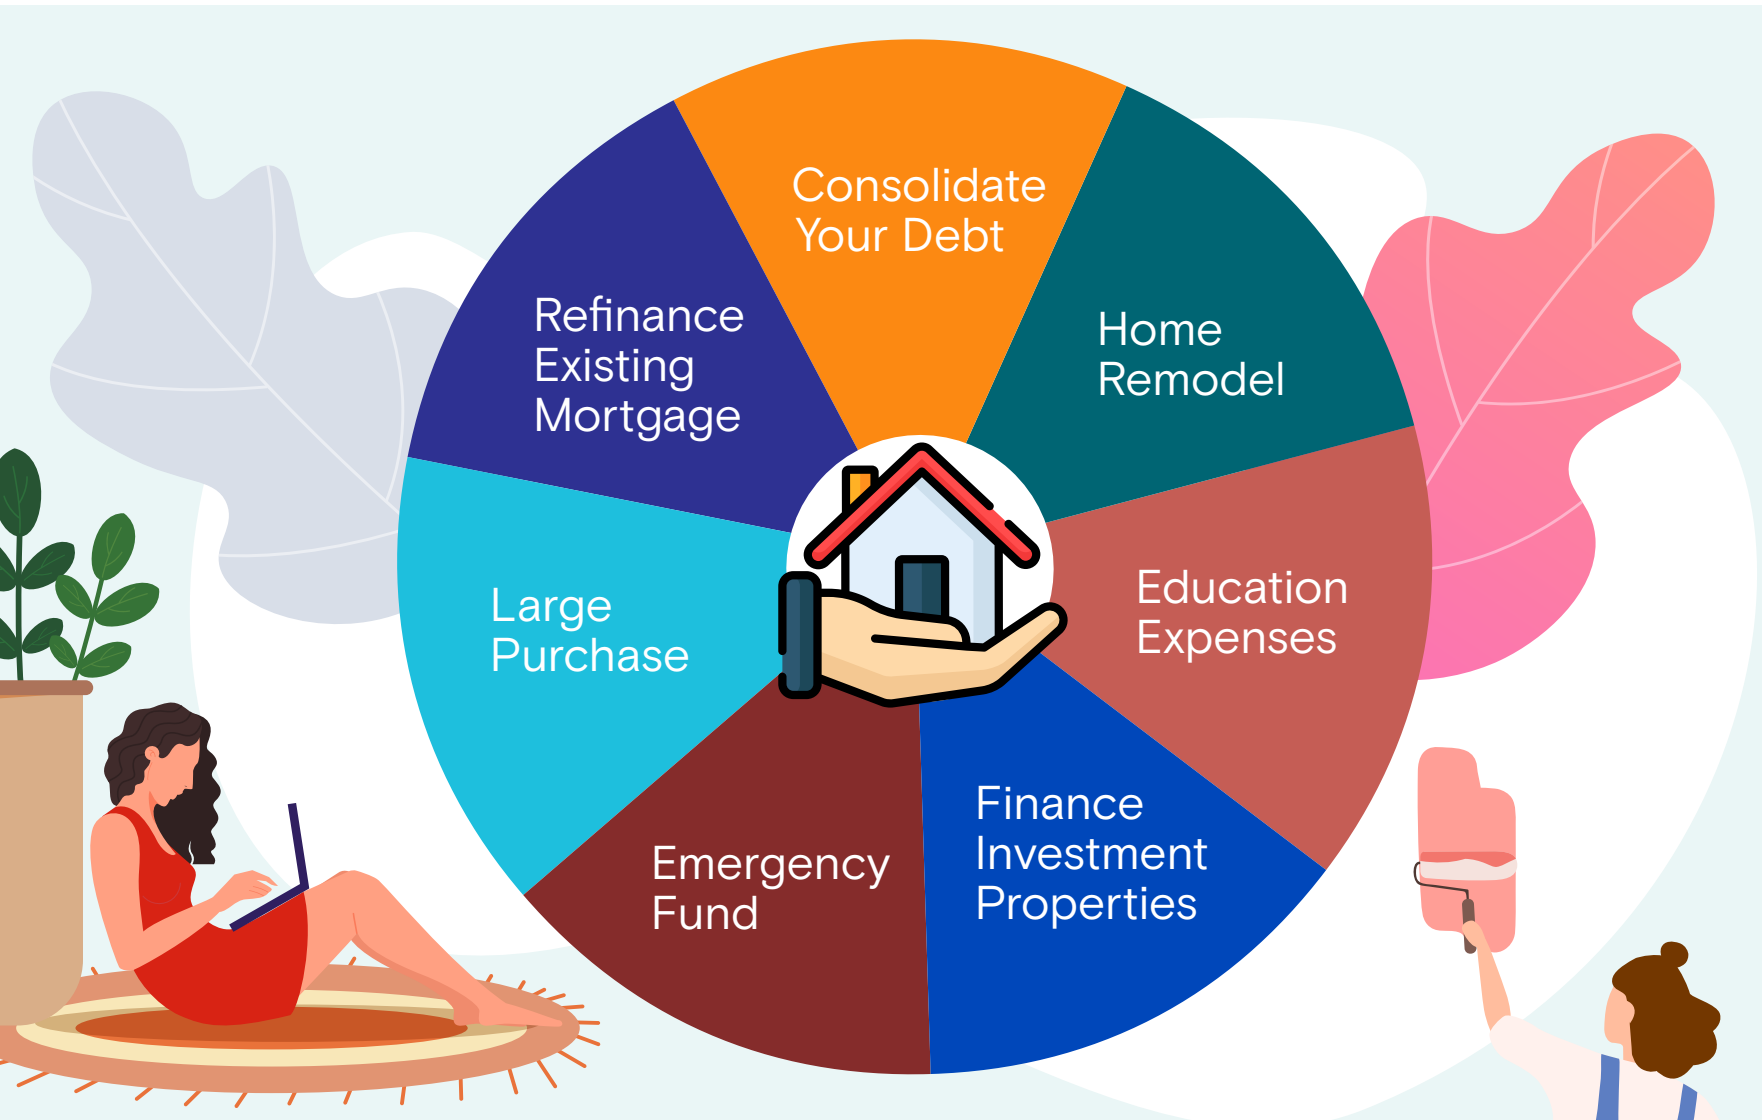 Consolidate
Your Debt
Home
Remodel
Education
Expenses
Finance
Investment
Properties
Emergency
Fund
Large
Purchase
Refinance
Existing
Mortgage